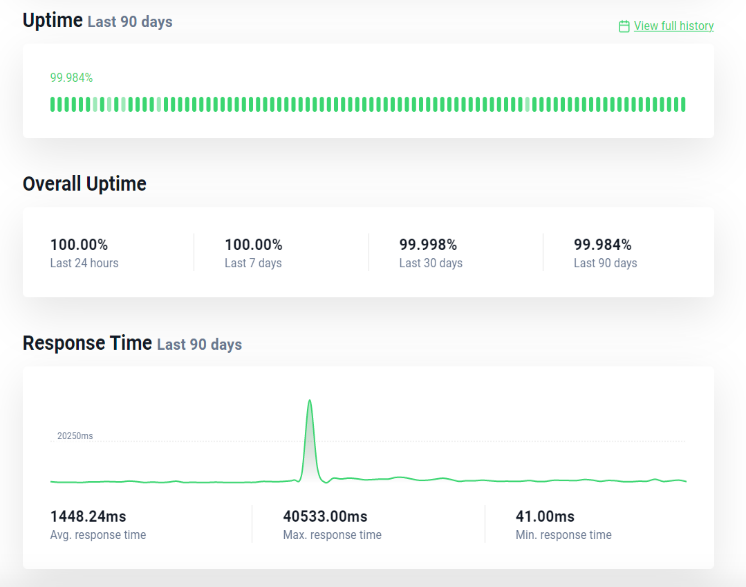 Uptime Last 90 days
View full history
99.984%
Overall Uptime
100.00% 100.00% 99.998% 99.984%
Last 24 hours Last 7 days Last 30 days Last 90 days
Response Time Last 90 days
20250ms
1448.24ms 40533.00ms 41.00ms
Avg. response time Max. response time Min. response time